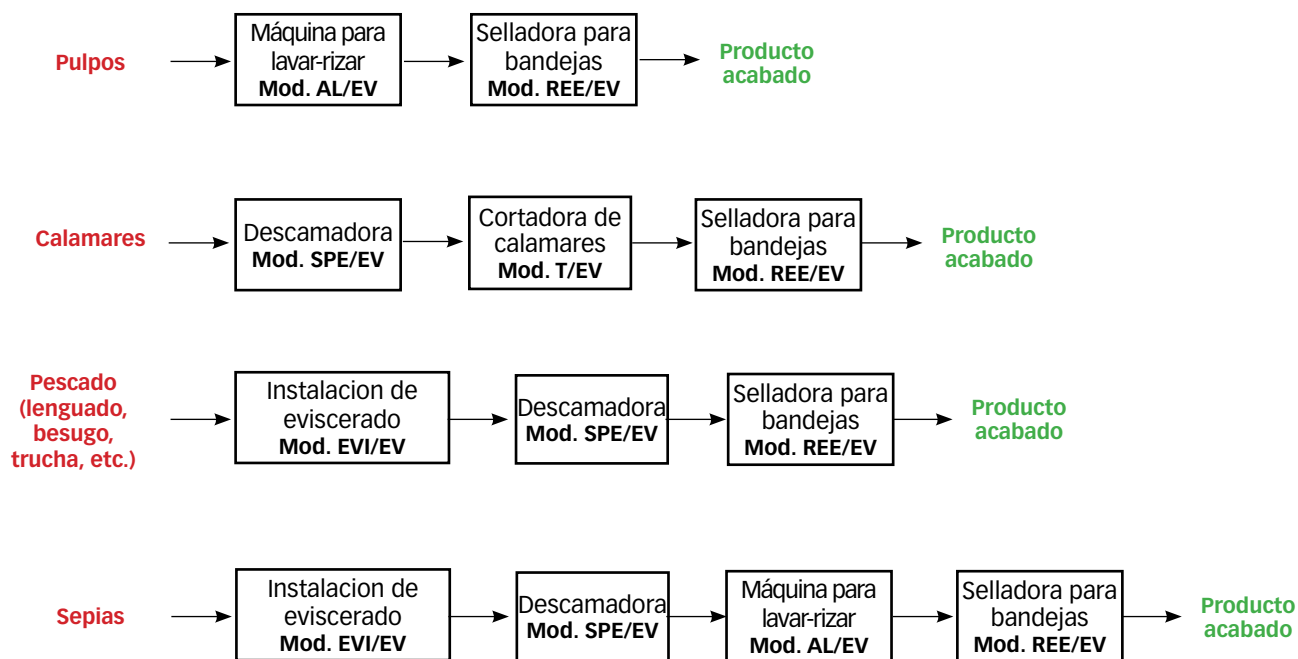 Pulpos
Máquina para
lavar-rizar
Mod. AL/EV
Selladora para
bandejas
Mod. REE/EV
Producto
acabado
Calamares
Descamadora
Mod. SPE/EV
Cortadora de
calamares
Mod. T/EV
Selladora para
bandejas
Mod. REE/EV
Producto
acabado
Pescado
(lenguado,
besugo,
trucha, etc.)
Instalacion de
eviscerado
Mod. EVI/EV
Descamadora
Mod. SPE/EV
Selladora para
bandejas
Mod. REE/EV
Producto
acabado
Sepias
Instalacion de
eviscerado
Mod. EVI/EV
Descamadora
Mod. SPE/EV
Máquina para
lavar-rizar
Mod. AL/EV
Selladora para
bandejas
Mod. REE/EV
Producto
acabado